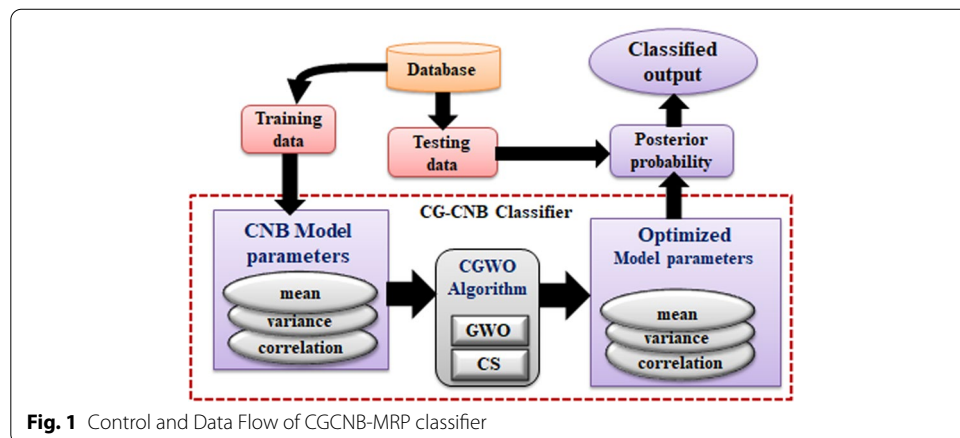 Classified
output
Database
Training
data
Testing
data
Posterior
probability
CG-CNB Classifier
CNB Model
parameters
mean
variance
correlation
CGWO
Algorithm
GWO
CS
Optimized
Model parameters
mean
variance
correlation
Fig. 1 Control and Data Flow of CGCNB-MRP classifier